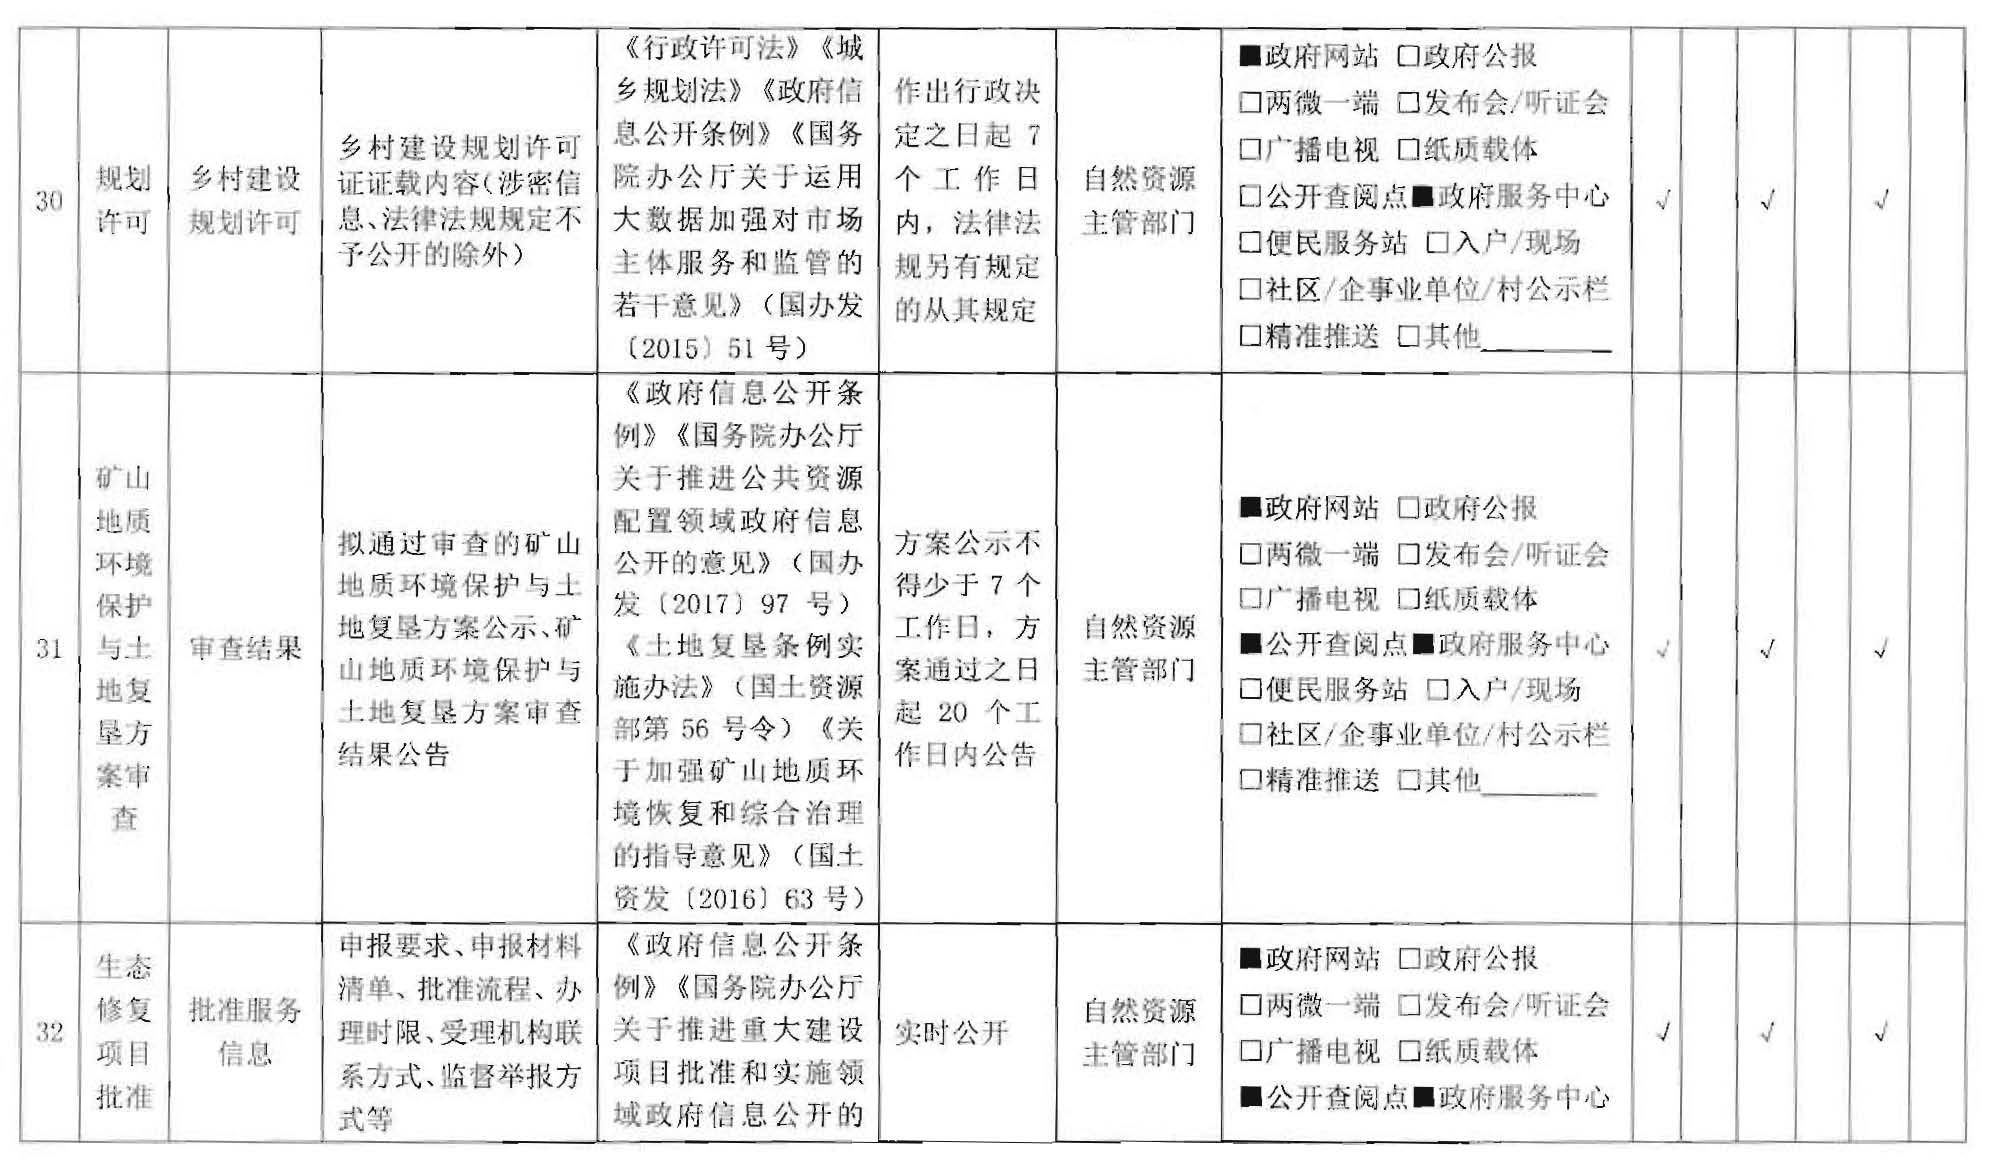 30
规划
许可
乡村建设
规划许可
乡村建设规划许可
证证载内容(涉密信
息、法律法规规定不
予公开的除外)
《行政许可法》《城
乡规划法》《政府信
息公开条例》《国务
院办公厅关于运用
大数据加强对市场
主体服务和监管的
若干意见》(国办发
〔2015〕51 号)
作出行政决
定之日起 7
个工作日
内，法律法
规另有规定
的从其规定
自然资源
主管部门
■政府网站 □政府公报
□两微一端 □发布会/听证会
□广播电视 □纸质载体
□公开查阅点■政府服务中心
□便民服务站 □入户/现场
□社区/企事业单位/村公示栏
□精准推送 □其他________
√
√
√
31
矿山
地质
环境
保护
与土
地复
垦方
案审
查
审查结果
拟通过审查的矿山
地质环境保护与土
地复垦方案公示、矿
山地质环境保护与
土地复垦方案审查
结果公告
《政府信息公开条
例》《国务院办公厅
关于推进公共资源
配置领域政府信息
公开的意见》(国办
发〔2017〕97 号)
《土地复垦条例实
施办法》(国土资源
部第 56 号令)《关
于加强矿山地质环
境恢复和综合治理
的指导意见》(国土
资发〔2016〕63 号)
方案公示不
得少于 7 个
工作日，方
案通过之日
起 20 个工
作日内公告
自然资源
主管部门
■政府网站 □政府公报
□两微一端 □发布会/听证会
□广播电视 □纸质载体
■公开查阅点■政府服务中心
□便民服务站 □入户/现场
□社区/企事业单位/村公示栏
□精准推送 □其他________
√
√
√
32
生态
修复
项目
批准
批准服务
信息
申报要求、申报材料
清单、批准流程、办
理时限、受理机构联
系方式、监督举报方
式等
《政府信息公开条
例》《国务院办公厅
关于推进重大建设
项目批准和实施领
域政府信息公开的
实时公开
自然资源
主管部门
■政府网站 □政府公报
□两微一端 □发布会/听证会
□广播电视 □纸质载体
■公开查阅点■政府服务中心
√
√
√